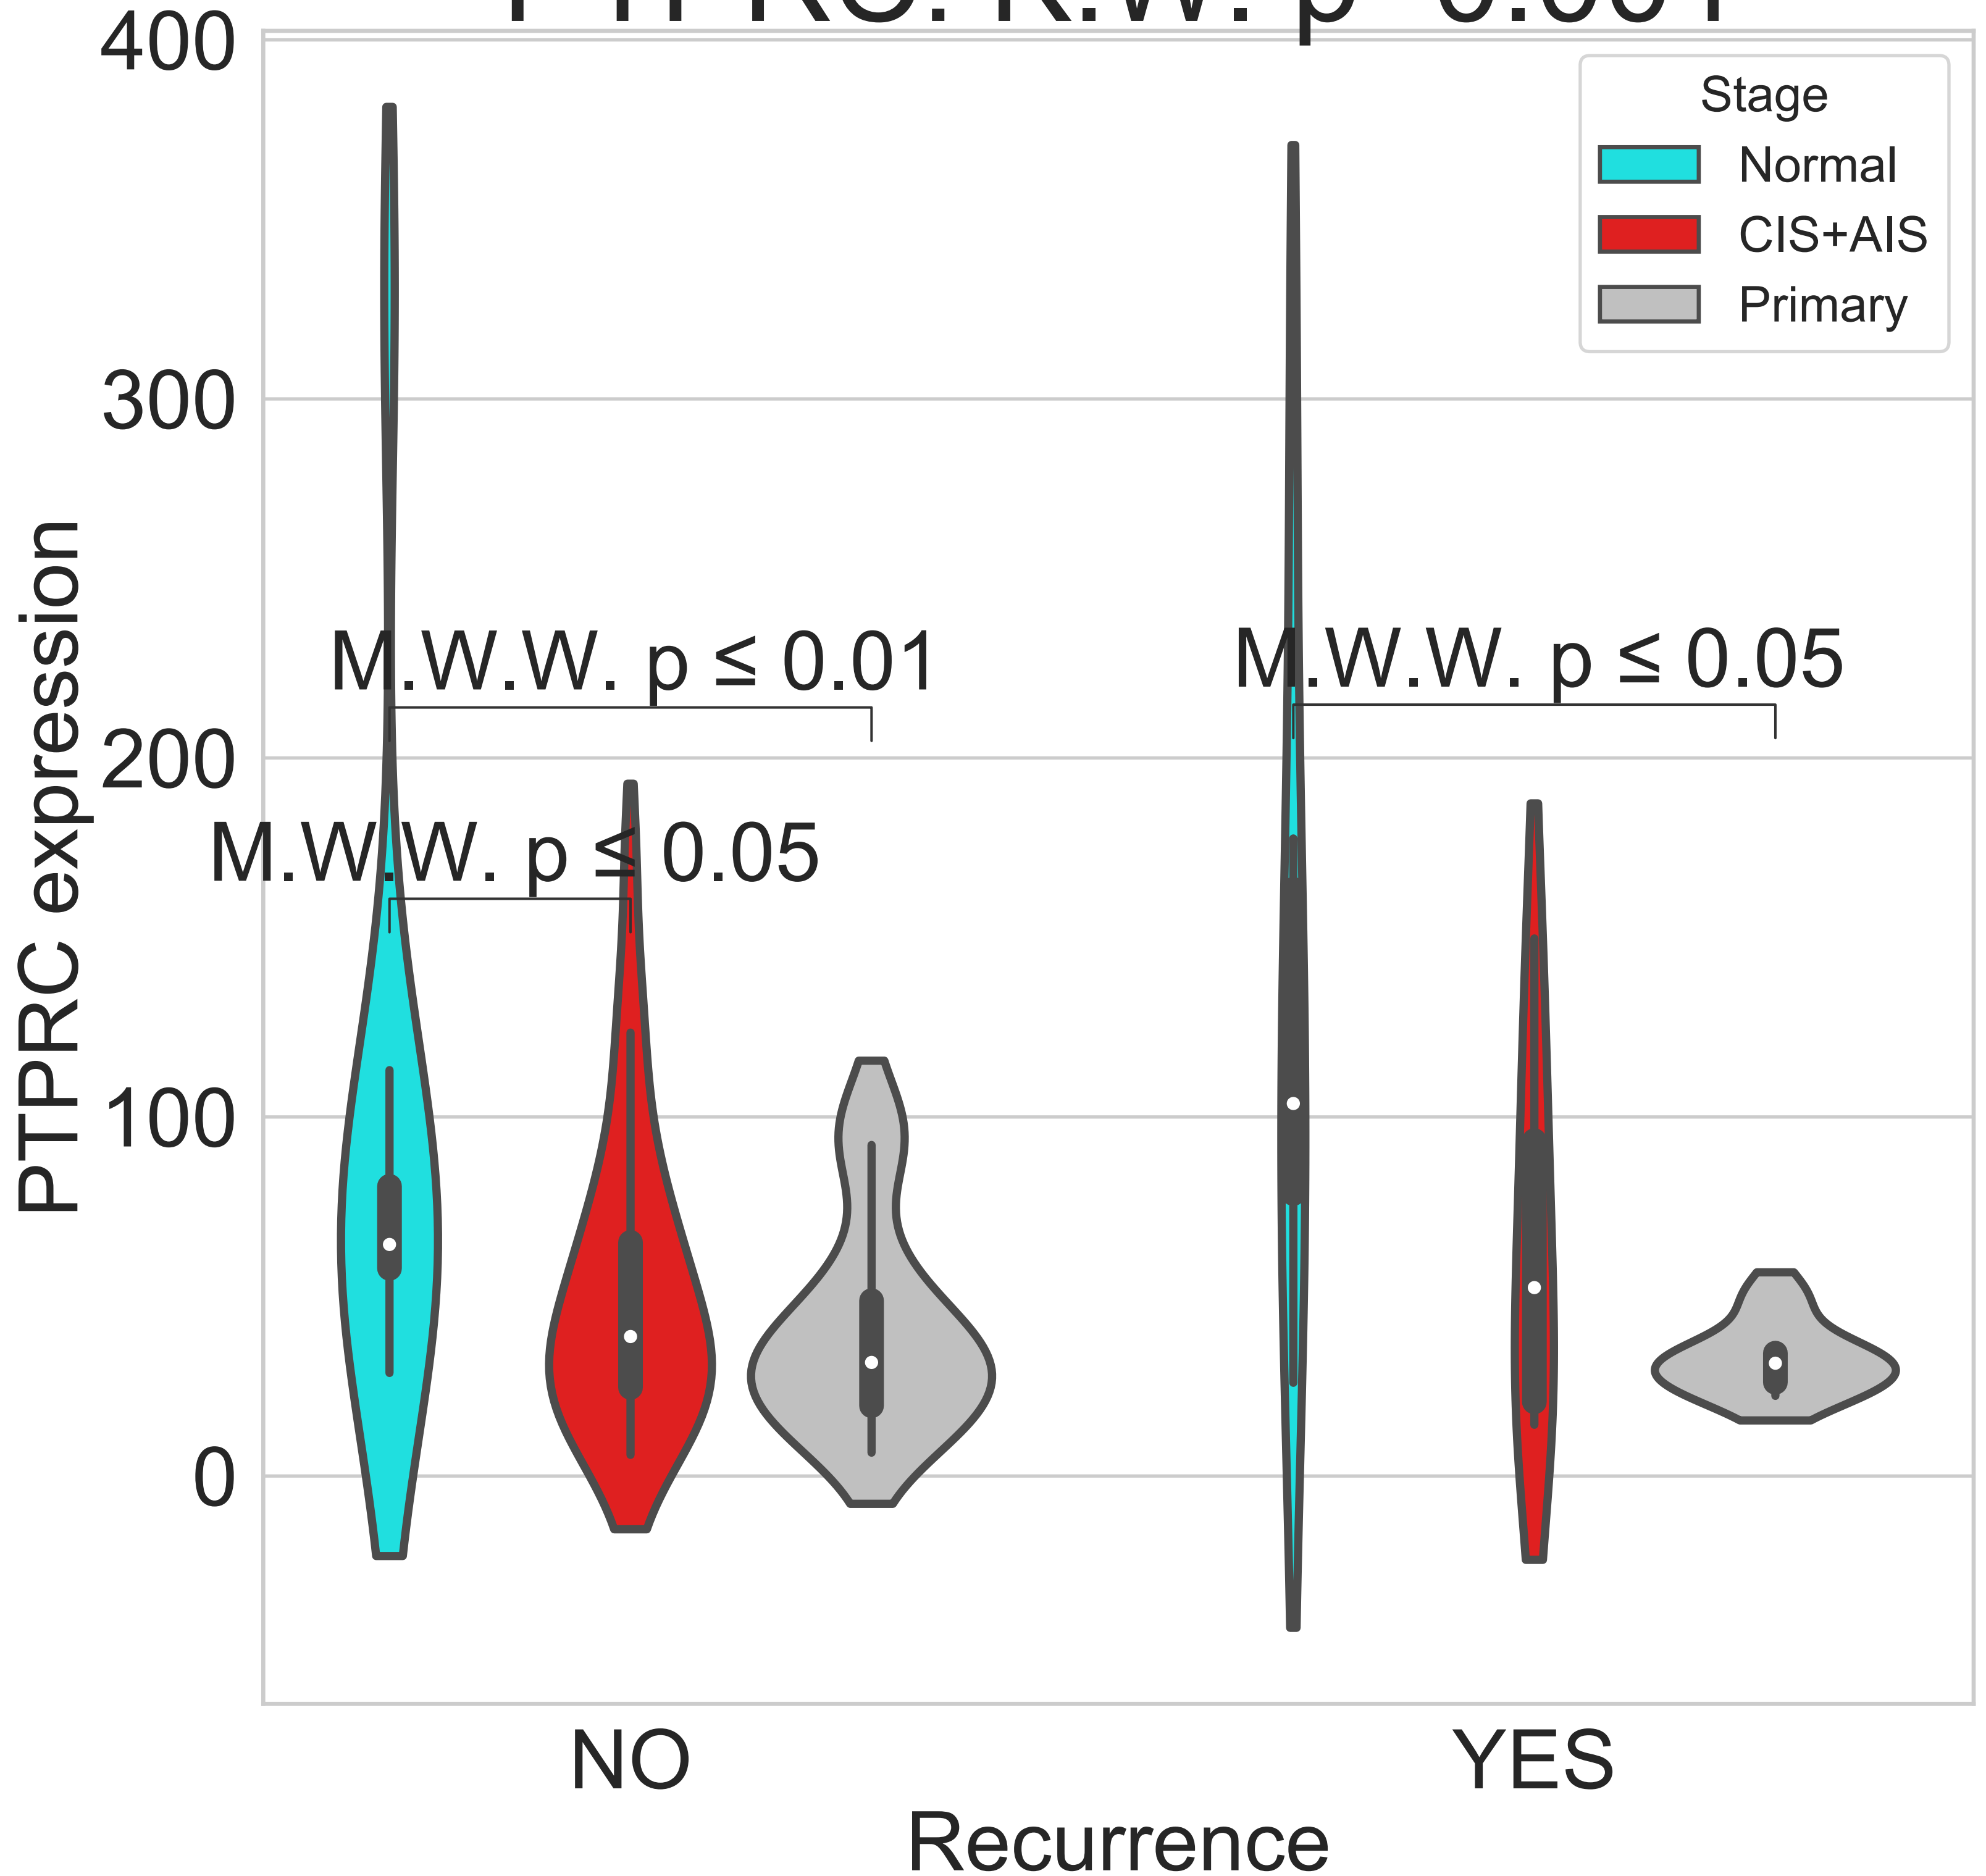 400
300
200
100
0
PTPRC expression
Stage
Normal
CIS+AIS
Primary
M.W.W. p ≤ 0.01
M.W.W. p ≤ 0.05
M.W.W. p ≤ 0.05
NO
YES
Recurrence